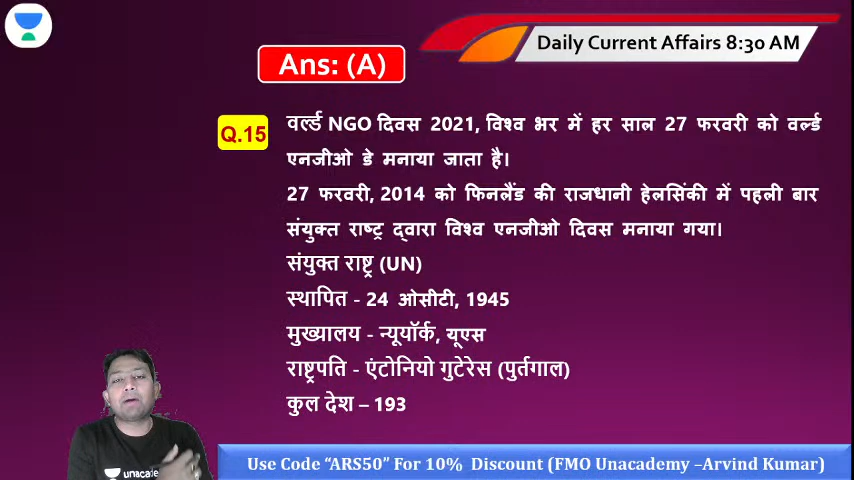 Daily Current Affairs 8:30 AM
Ans: (A)
Q.15
वर्ल्ड NGO दिवस 2021, विश्व भर में हर साल 27 फरवरी को वर्ल्ड
एनजीओ डे मनाया जाता है।
27 फरवरी, 2014 को फिनलैंड की राजधानी हेलसिंकी में पहली बार
संयुक्त राष्ट्र द्वारा विश्व एनजीओ दिवस मनाया गया।
संयुक्त राष्ट्र (UN)
स्थापित - 24 ओसीटी, 1945
मुख्यालय - न्यूयॉर्क, यूएस
राष्ट्रपति - एंटोनियो गुटेरेस (पुर्तगाल)
कुल देश – 193
unacade
Use Code “ARS50” For 10% Discount (FMO Unacademy –Arvind Kumar)